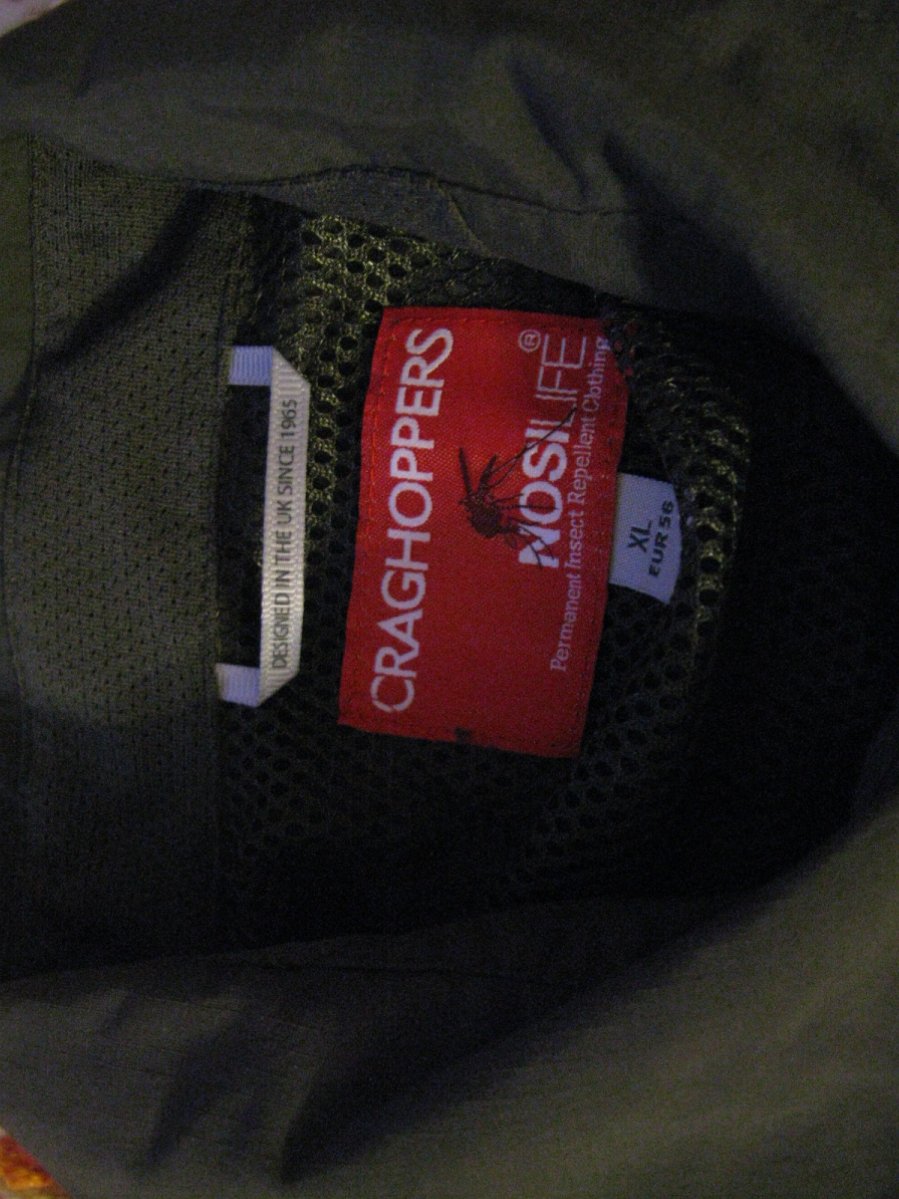 DESIGNED IN THE UK SINCE 1965
CRAGHOPPERS
NOSILIFE®
Permanent Insect Repellent Clothing
XL
EUR 56